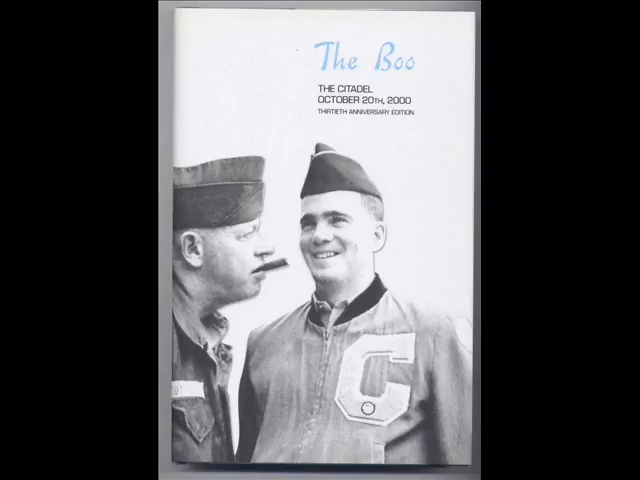 The Boo
THE CITADEL
OCTOBER 20TH, 2000
THIRTIETH ANNIVERSARY EDITION
C